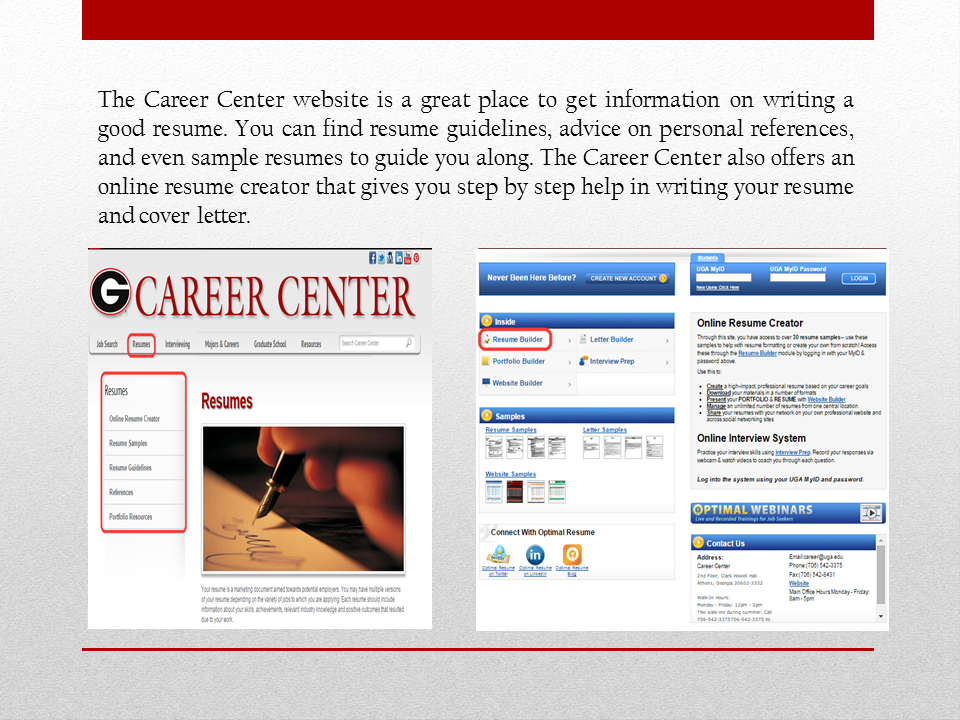 The Career Center website is a great place to get information on writing a
good resume. You can find resume guidelines, advice on personal references,
and even sample resumes to guide you along. The Career Center also offers an
online resume creator that gives you step by step help in writing your resume
and cover letter.
G CAREER CENTER
Job Search Resumes Interviewing Majors & Careers Graduate School Resources Search Career Center
Resumes
Online Resume Creator
Resume Samples
Resume Guidelines
References
Portfolio Resources
Resumes
Your resume is a marketing document aimed towards potential employers. You may have multiple versions
of your resume depending on the variety of jobs to which you are applying. Each resume should include
information about your skills, achievements, relevant industry knowledge and positive outcomes that resulted
due to your work.
Never Been Here Before? CREATE NEW ACCOUNT
Students
UGA MyID UGA MyID Password
LOGIN
New Users Click Here
Inside
Resume Builder Letter Builder
Portfolio Builder Interview Prep
Website Builder
Samples
Resume Samples Letter Samples
Website Samples
Connect With Optimal Resume
Optimal Resume on Twitter
Optimal Resume on LinkedIn
Optimal Resume Blog
Online Resume Creator
Through this site, you have access to over 30 resume samples-- use these
samples to help with resume formatting or create your own from scratch! Access
these through the Resume Builder module by logging in with your MyID &
password above.
Use this to:
Create a high-impact, professional resume based on your career goals
Download your materials in a number of formats
Present your PORTFOLIO & RESUME with Website Builder
Manage an unlimited number of resumes from one central location
Share your resumes with your network on your own professional website and
across social networking sites
Online Interview System
Practice your interview skills using Interview Prep. Record your responses via
webcam & watch videos to coach you through each question.
Log into the system using your UGA MyID and password.
OPTIMAL WEBINARS
Live and Recorded Trainings for Job Seekers
Contact Us
Address:
Career Center
2nd Floor, Clark Howell Hall
Athens, Georgia 30602-3332
Walk-In Hours:
Monday - Friday: 12pm - 2pm
*No walk-ins during summer. Call
706-542-3375706-542-3375 to
Email:career@uga.edu
Phone:(706) 542-3375
Fax:(706) 542-8431
Website
Main Office Hours:Monday - Friday:
8am - 5pm